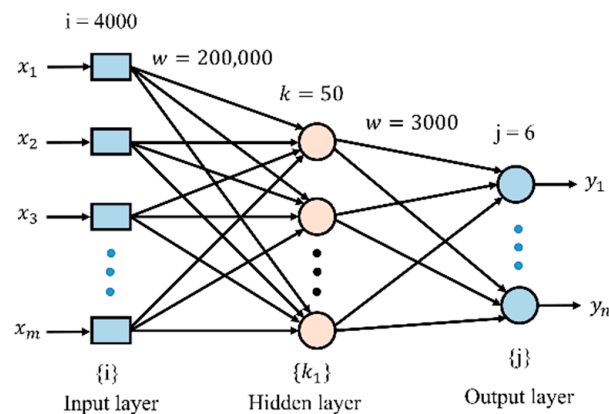 i = 4000
x₁
w = 200,000
k = 50
x₂
w = 3000
j = 6
x₃
y₁
xₘ
yₙ
{i}
{k₁}
{j}
Input layer
Hidden layer
Output layer